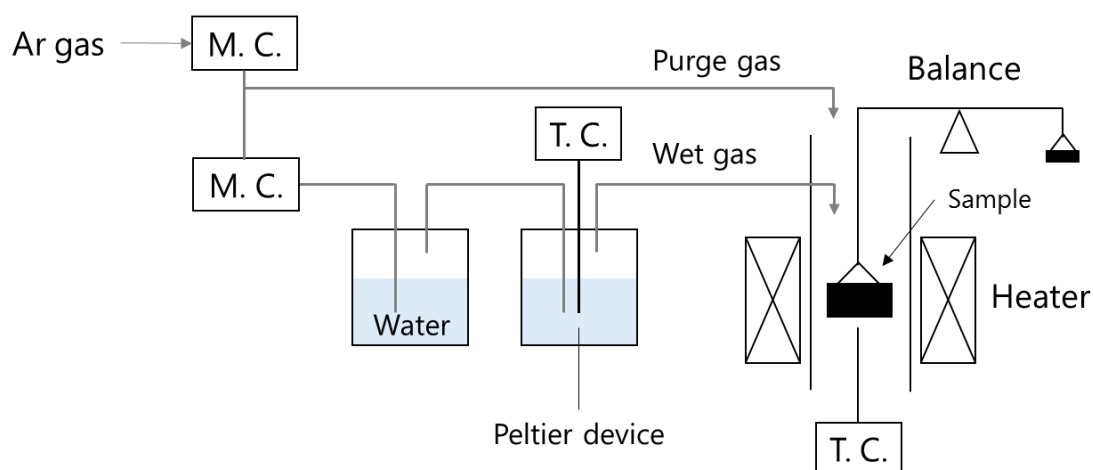 Ar gas
M. C.
Purge gas
Balance
T. C.
Wet gas
M. C.
Sample
Water
Heater
Peltier device
T. C.